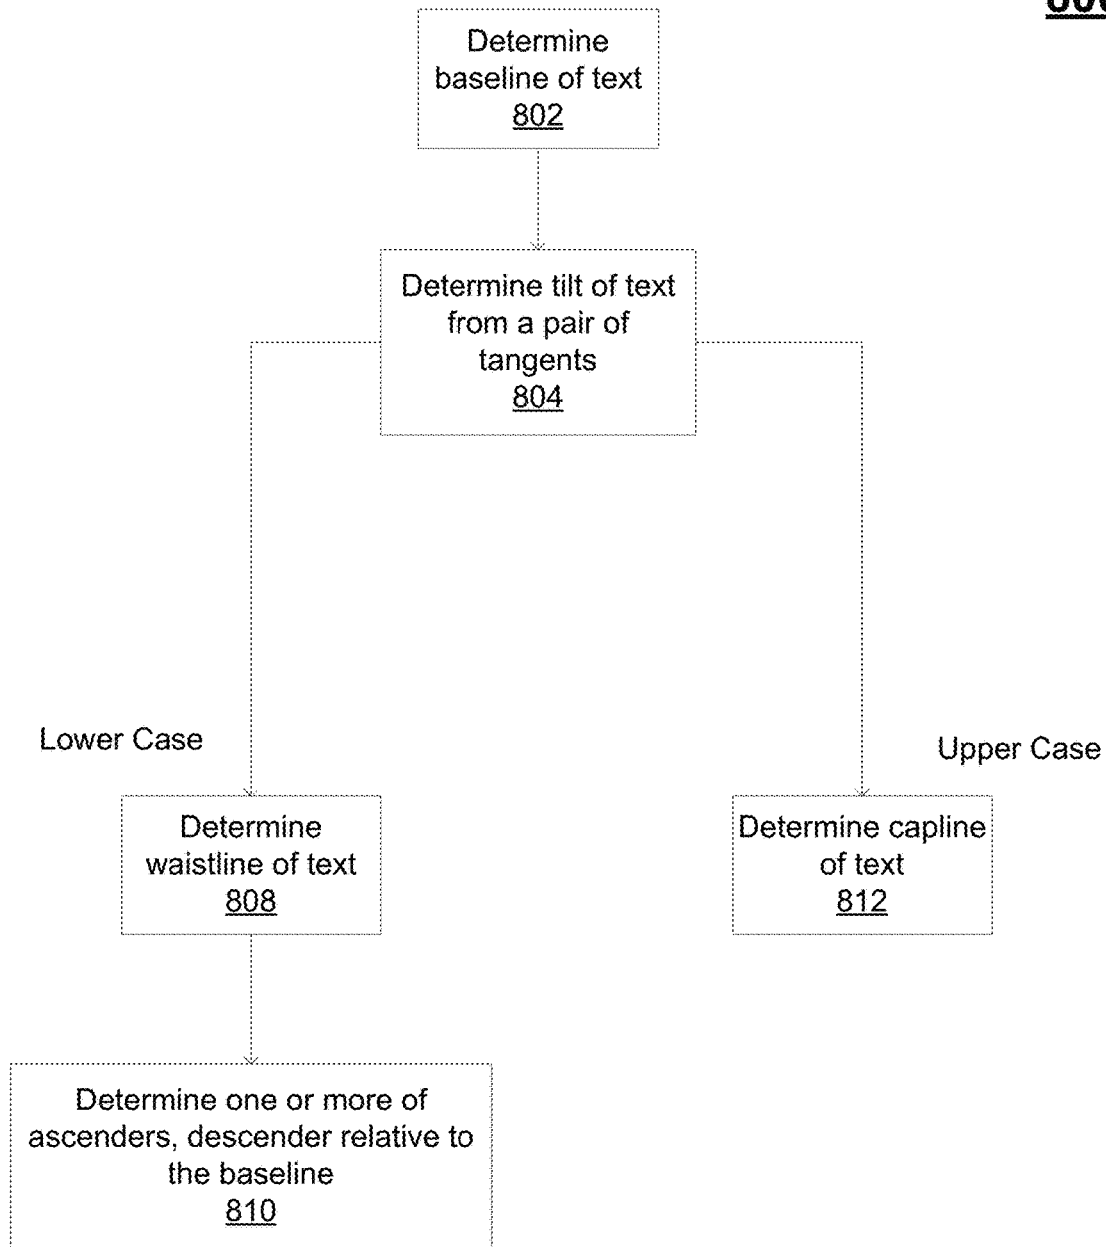 Determine
baseline of text
802
Determine tilt of text
from a pair of
tangents
804
Lower Case
Upper Case
Determine
waistline of text
808
Determine capline
of text
812
Determine one or more of
ascenders, descender relative to
the baseline
810